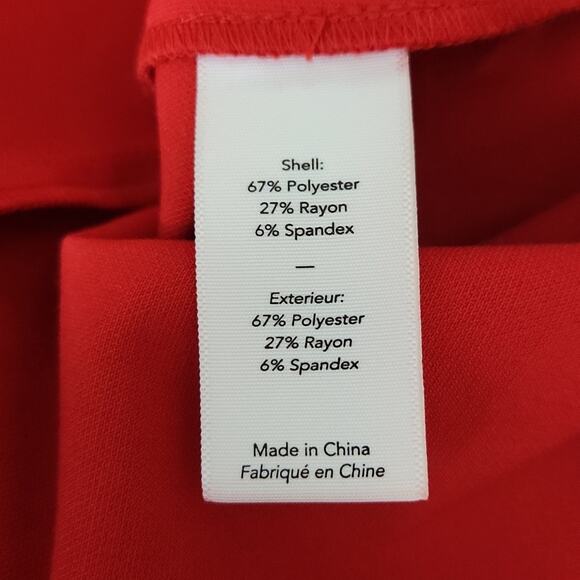 Shell:
67% Polyester
27% Rayon
6% Spandex
—
Exterieur:
67% Polyester
27% Rayon
6% Spandex
Made in China
Fabriqué en Chine